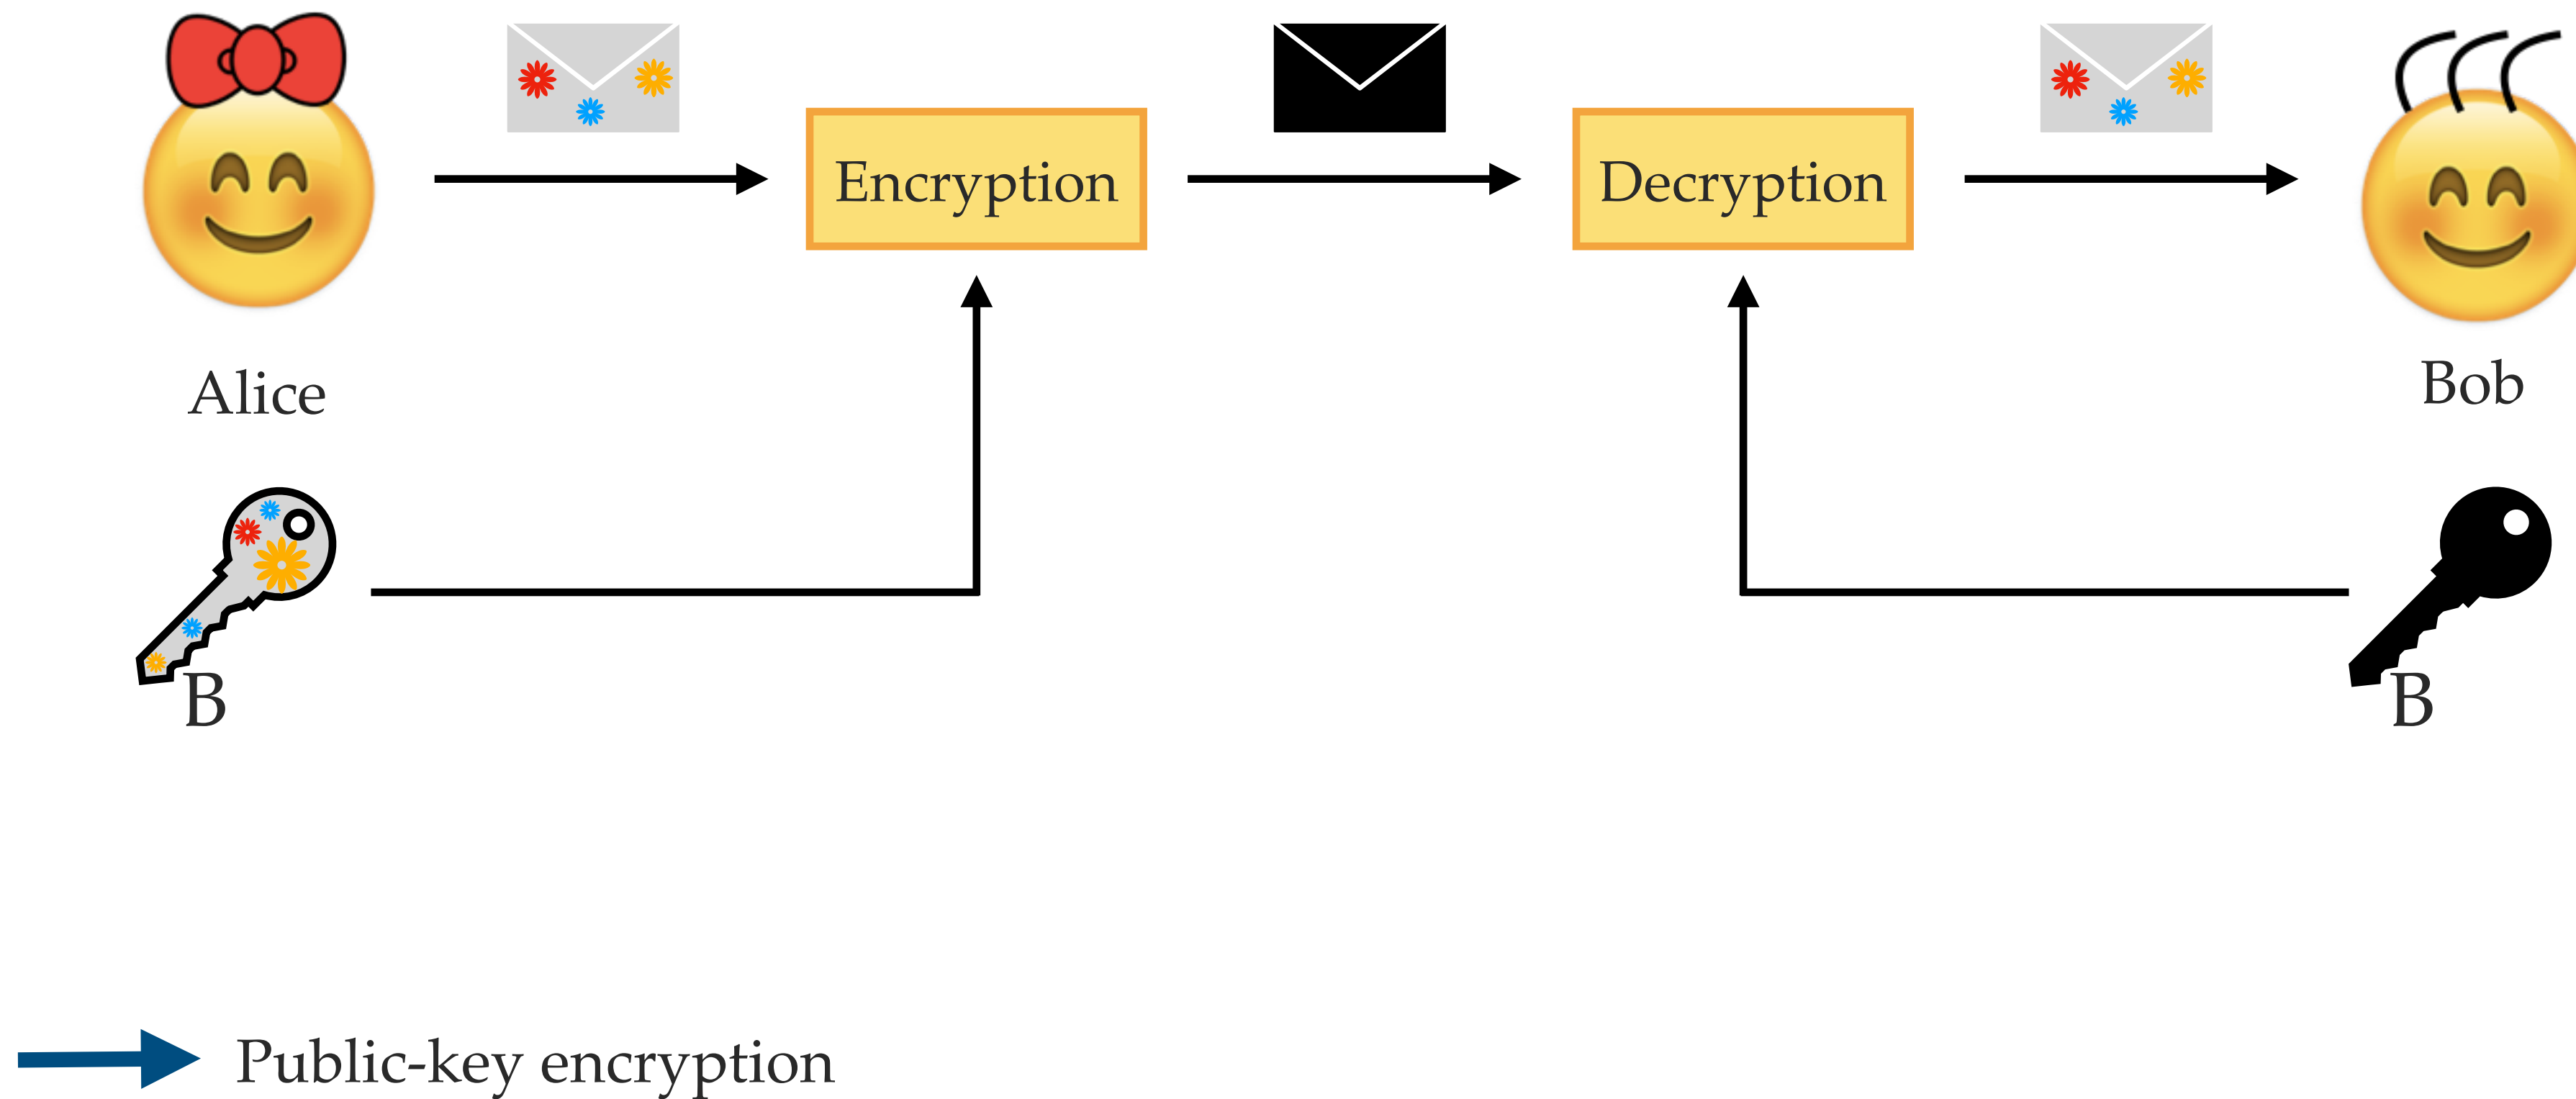 Encryption
Decryption
Alice
Bob
B
B
Public-key encryption